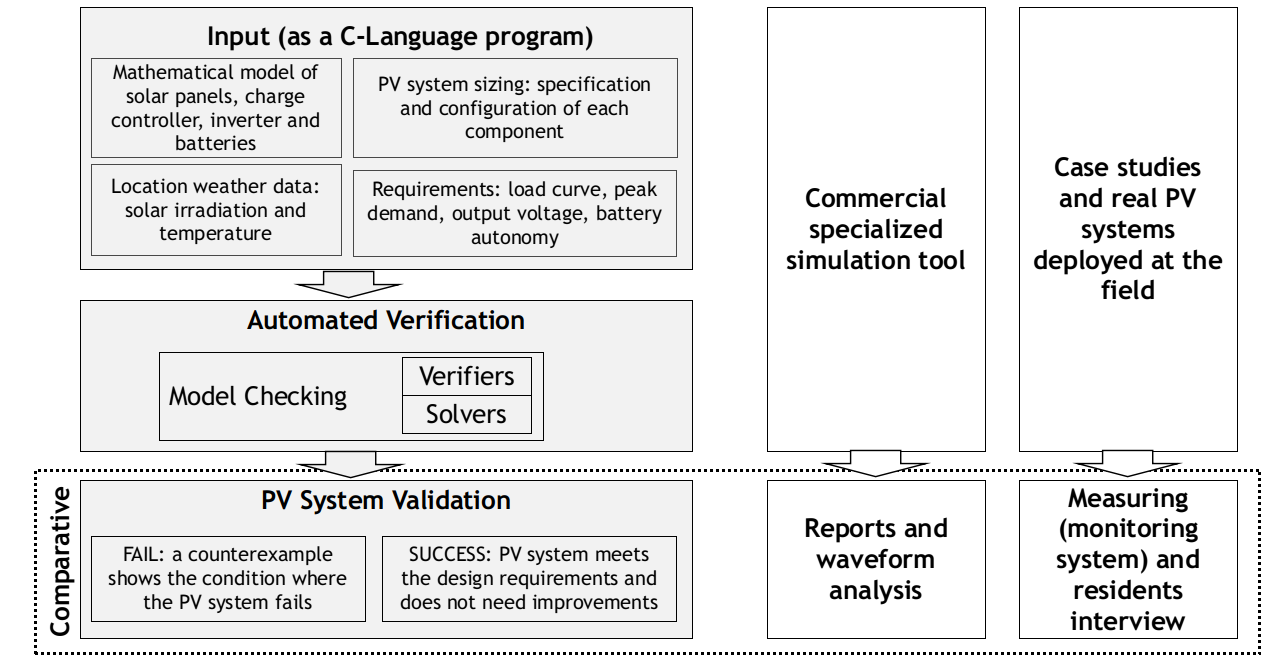 Input (as a C-Language program)
Mathematical model of
solar panels, charge
controller, inverter and
batteries
PV system sizing: specification
and configuration of each
component
Location weather data:
solar irradiation and
temperature
Requirements: load curve, peak
demand, output voltage, battery
autonomy
Automated Verification
Model Checking
Verifiers
Solvers
Commercial
specialized
simulation tool
Case studies
and real PV
systems
deployed at the
field
Comparative
PV System Validation
FAIL: a counterexample
shows the condition where
the PV system fails
SUCCESS: PV system meets
the design requirements and
does not need improvements
Reports and
waveform
analysis
Measuring
(monitoring
system) and
residents
interview